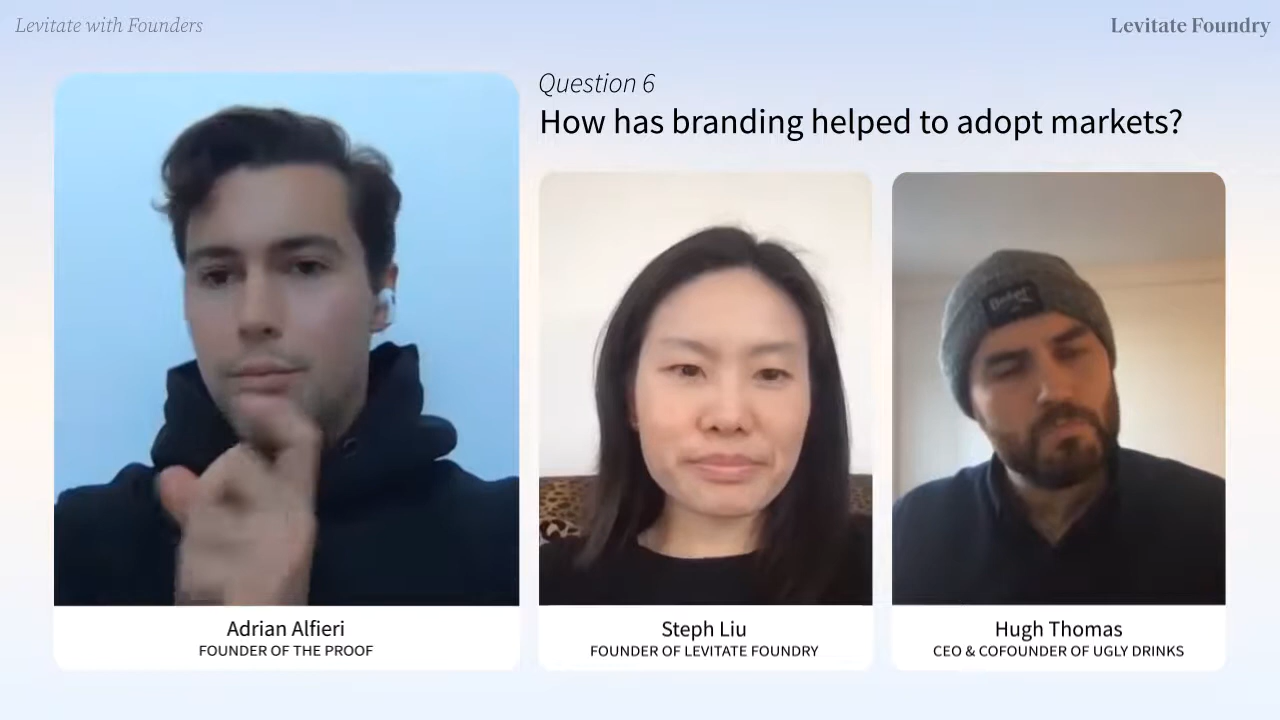 Levitate with Founders
Levitate Foundry
Question 6
How has branding helped to adopt markets?
Adrian Alfieri
FOUNDER OF THE PROOF
Steph Liu
FOUNDER OF LEVITATE FOUNDRY
Hugh Thomas
CEO & COFOUNDER OF UGLY DRINKS